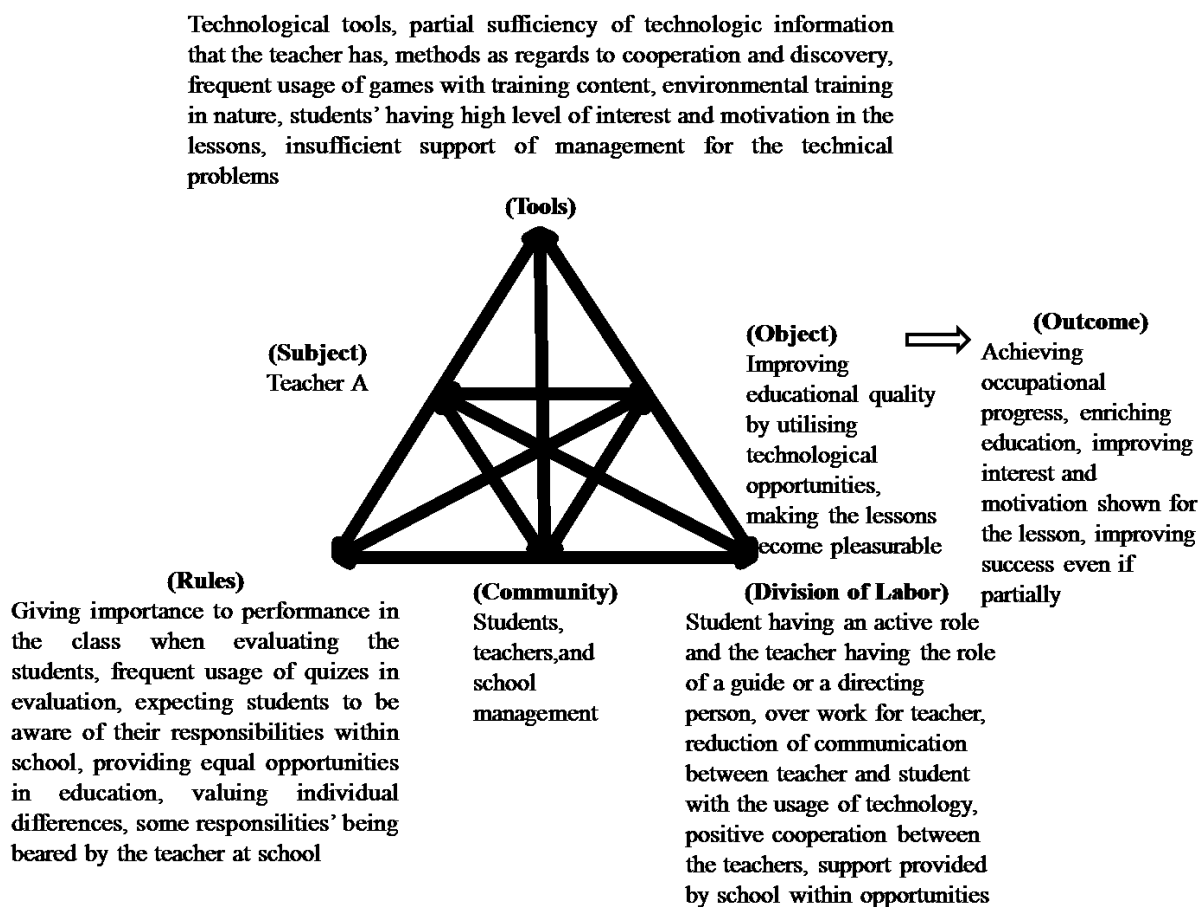 Technological tools, partial sufficiency of technologic information
that the teacher has, methods as regards to cooperation and discovery,
frequent usage of games with training content, environmental training
in nature, students' having high level of interest and motivation in the
lessons, insufficient support of management for the technical
problems
(Tools)
(Subject)
Teacher A
(Object)
Improving
educational quality
by utilising
technological
opportunities,
making the lessons
ecome pleasurable
(Outcome)
Achieving
occupational
progress, enriching
education, improving
interest and
motivation shown for
the lesson, improving
success even if
partially
(Rules)
Giving importance to performance in
the class when evaluating the
students, frequent usage of quizes in
evaluation, expecting students to be
aware of their responsibilities within
school, providing equal opportunities
in education, valuing individual
differences, some responsilities' being
beared by the teacher at school
(Community)
Students,
teachers,and
school
management
(Division of Labor)
Student having an active role
and the teacher having the role
of a guide or a directing
person, over work for teacher,
reduction of communication
between teacher and student
with the usage of technology,
positive cooperation between
the teachers, support provided
by school within opportunities